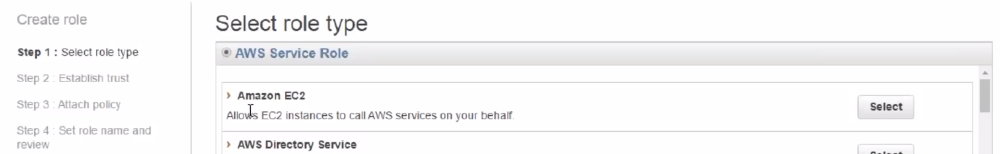 Create role
Step 1 : Select role type
Step 2 : Establish trust
Step 3 : Attach policy
Step 4 : Set role name and
review
Select role type
AWS Service Role
Amazon EC2
Allows EC2 instances to call AWS services on your behalf.
Select
AWS Directory Service
Select